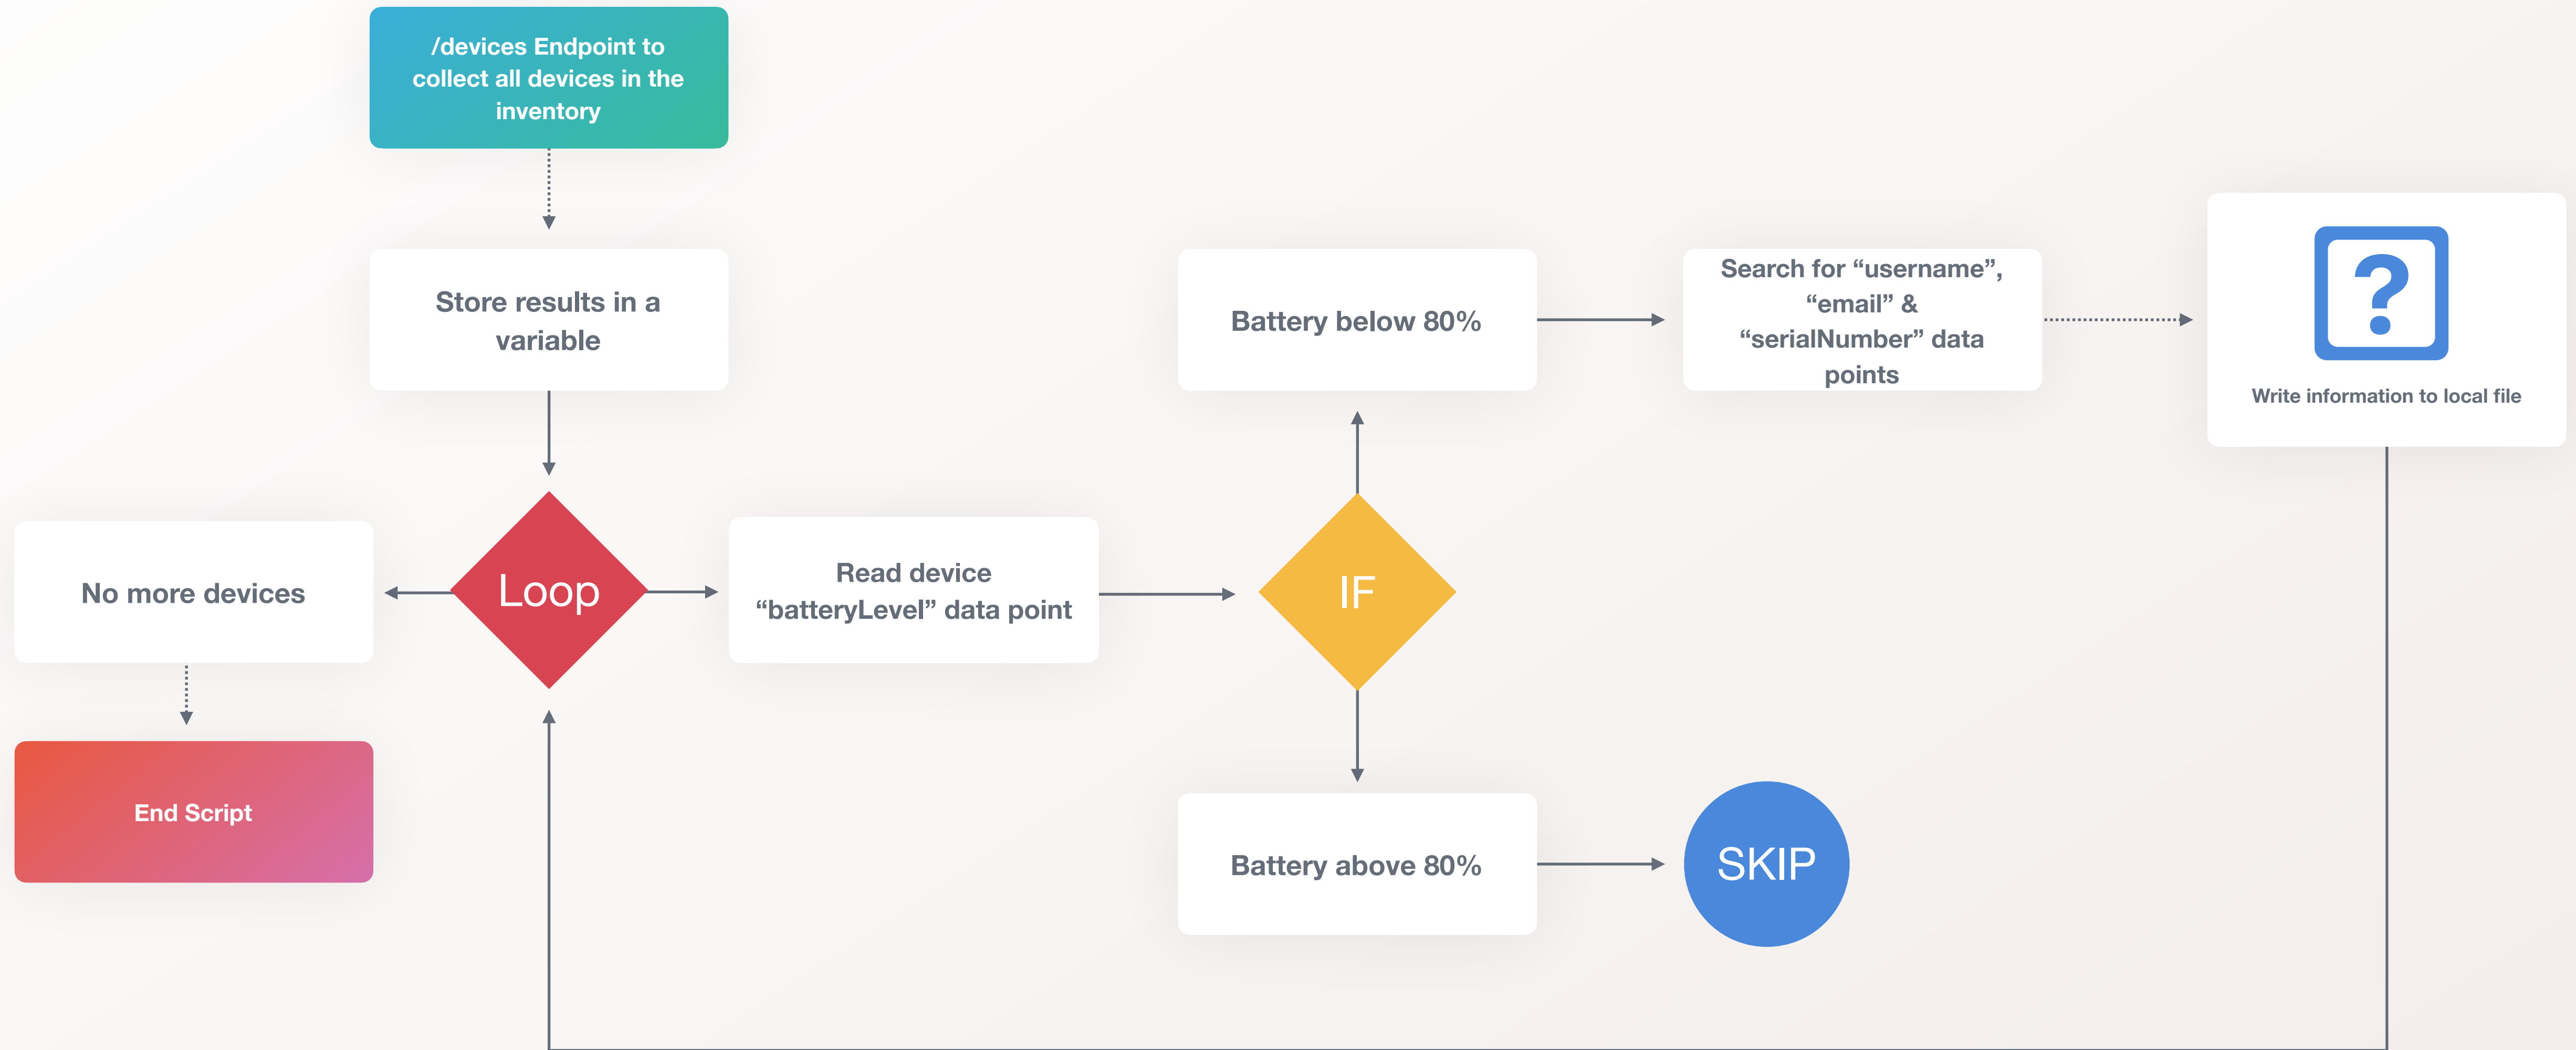 /devices Endpoint to
collect all devices in the
inventory
Store results in a
variable
Loop
No more devices
End Script
Read device
“batteryLevel” data point
IF
Battery below 80%
Search for “username”,
“email” &
“serialNumber” data
points
?
Write information to local file
Battery above 80%
SKIP